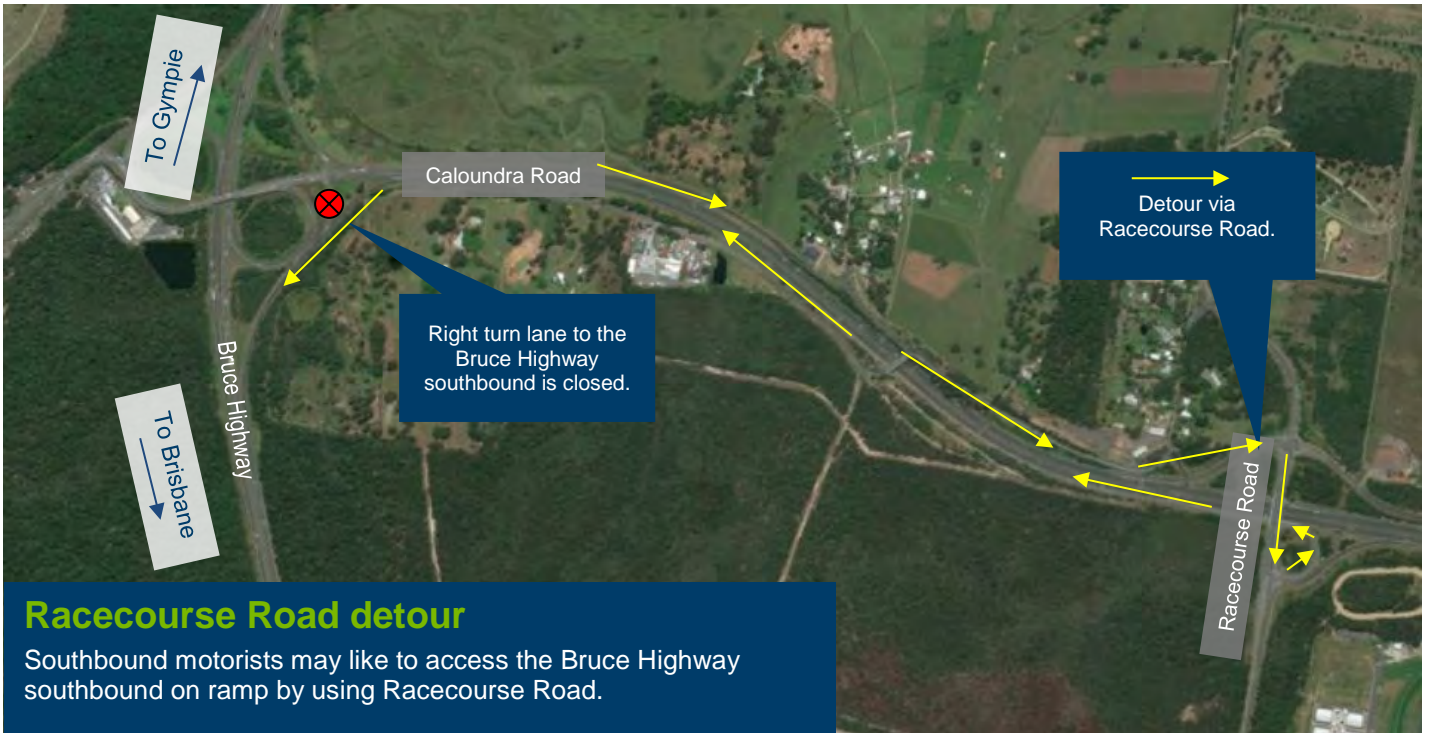 To Gympie
Caloundra Road
Detour via
Racecourse Road.
Right turn lane to the
Bruce Highway
southbound is closed.
Bruce Highway
To Brisbane
Racecourse Road
Racecourse Road detour
Southbound motorists may like to access the Bruce Highway
southbound on ramp by using Racecourse Road.